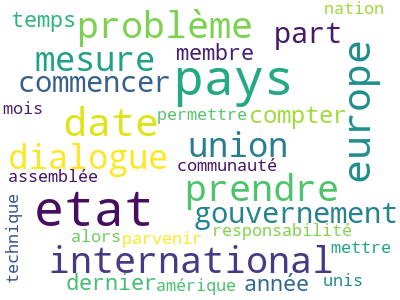 nation
temps problème part
mesure membre
commencer pays europe
mois
date permettre compter
dialogue union
communauté
assemblée prendre
etat gouvernement
technique
alors parvenir responsabilité
international mettre
dernier amérique année unis